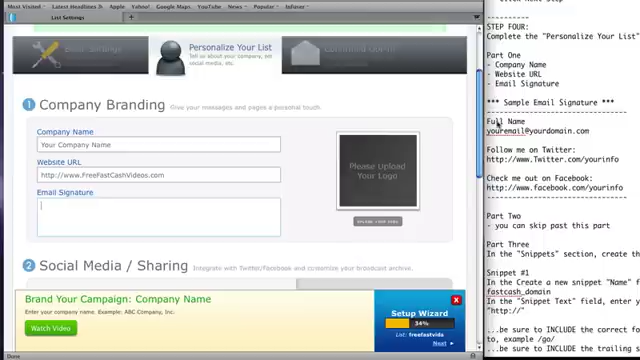 Most Visited
Latest Headlines
Apple
Yahoo!
Google Maps
YouTube
News
Popular
Infover
List Settings
Personalize Your List
Tell us about your company, set
social media, etc.
1 Company Branding Give your messages and pages a personal touch.
Company Name
Your Company Name
Website URL
http://www.FreeFastCashVideos.com
Email Signature
Please Upload
Your Logo
UPLOAD YOUR LOGO
2 Social Media / Sharing Integrate with Twitter/Facebook and customize your broadcast archive.
Brand Your Campaign: Company Name
Enter your company name. Example: ABC Company, Inc.
Watch Video
X
Setup Wizard
34%
List: freefastvids
Next
STEP FOUR:
Complete the "Personalize Your List"
Part One
- Company Name
- Website URL
- Email Signature
*** Sample Email Signature ***
Full Name
youremail@yourdomain.com
Follow me on Twitter:
http://www.Twitter.com/yourinfo
Check me out on Facebook:
http://www.facebook.com/yourinfo
Part Two
- you can skip past this part
Part Three
In the "Snippets" section, create th
Snippet #1
In the Create a new snippet "Name" f
fastcash_domain
In the "Snippet Text" field, enter y
"http://"
...be sure to INCLUDE the correct f
to, example /go/
...be sure to INCLUDE the trailing s